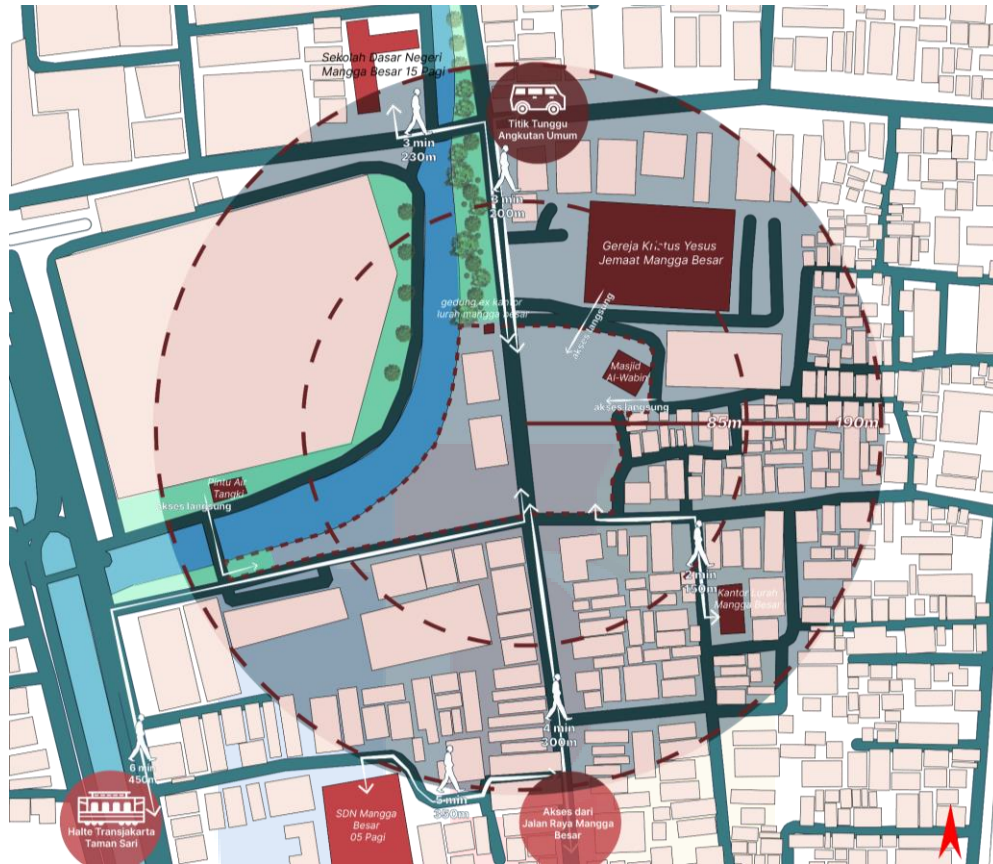 Sekolah Dasar Negeri
Mangga Besar 15 Pagi
3 min
230m
Titik Tunggu
Angkutan Umum
3 min
200m
Gereja Kristus Yesus
Jemaat Mangga Besar
gedung ex kantor
lurah mangga besar
akses langsung
Masjid
Al-Wabin
akses langsung
85m
190m
Pintu Air
Tangki
akses langsung
min
150m
Kantor Lurah
Mangga Besar
4 min
300m
6 min
450m
5 min
350m
Halte Transjakarta
Taman Sari
SDN Mangga
Besar
05 Pagi
Akses dari
Jalan Raya Mangga
Besar